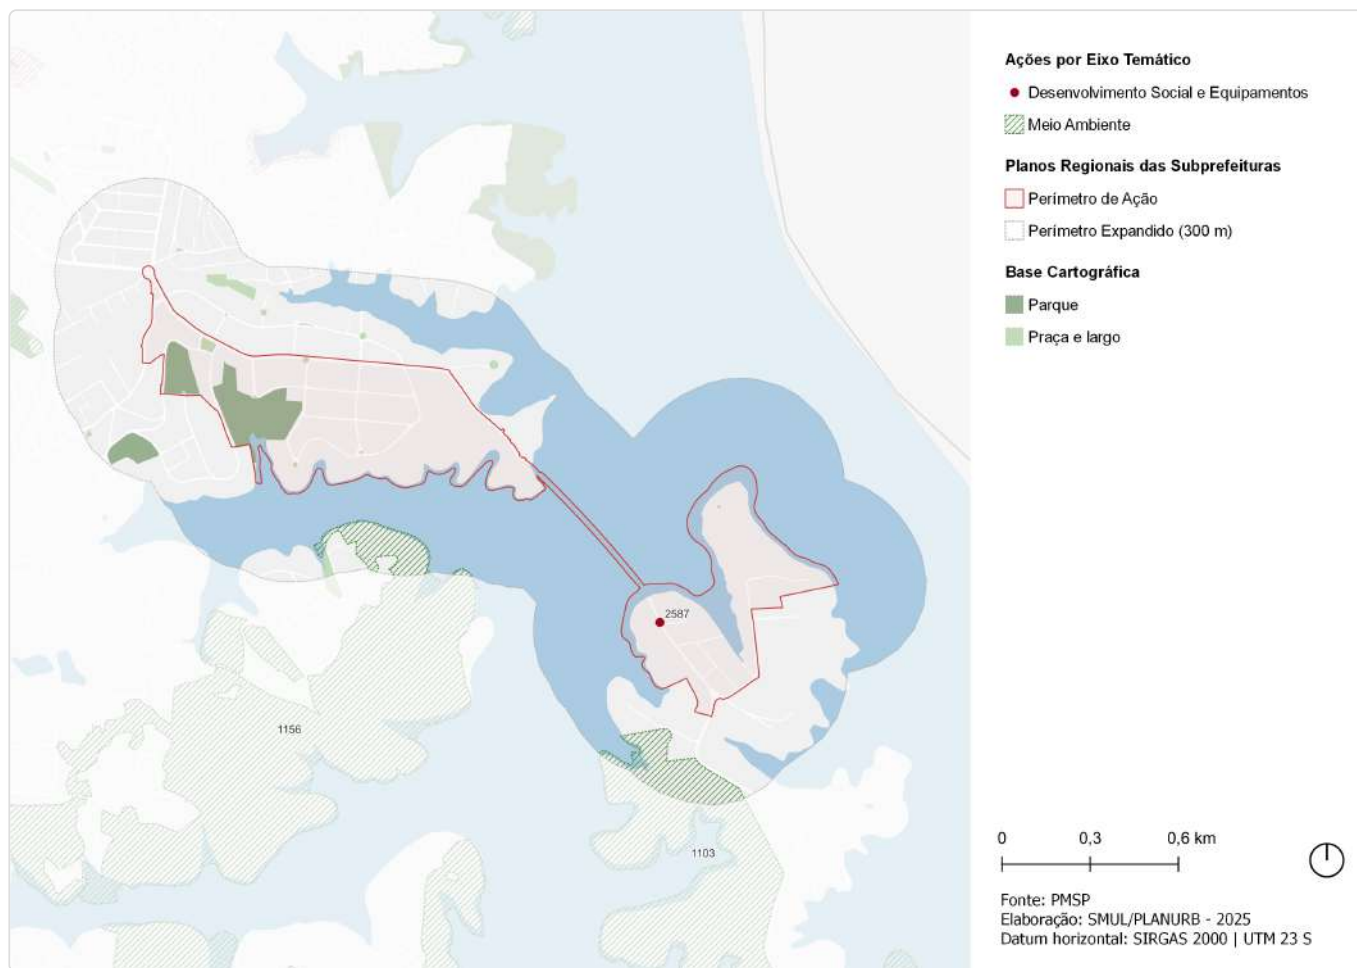 Ações por Eixo Temático
Desenvolvimento Social e Equipamentos
Meio Ambiente
Planos Regionais das Subprefeituras
Perímetro de Ação
Perímetro Expandido (300 m)
Base Cartográfica
Parque
Praça e largo
2587
1156
1103
0 0,3 0,6 km
Fonte: PMSP
Elaboração: SMUL/PLANURB - 2025
Datum horizontal: SIRGAS 2000 | UTM 23 S